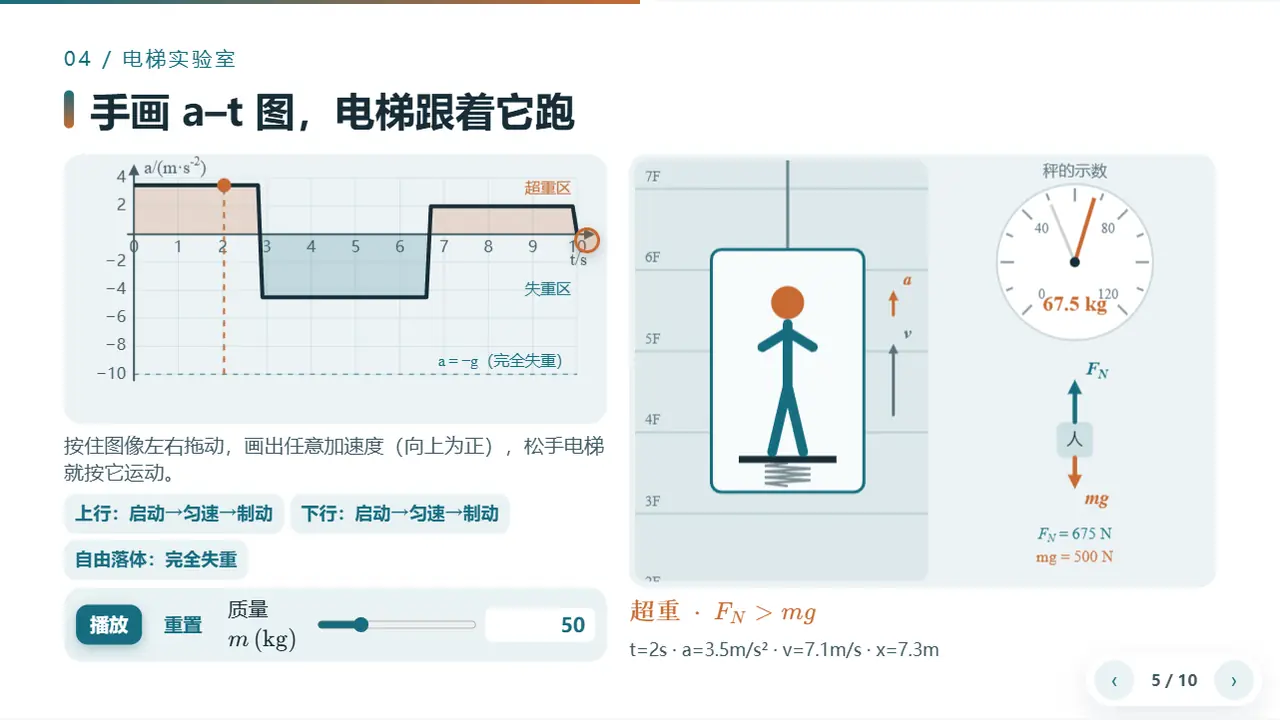 04 / 电梯实验室
手画 a–t 图，电梯跟着它跑
a/(m·s⁻²)
4
2
−2
−4
−6
−8
−10
0 1 2 3 4 5 6 7 8 9 10
t/s
超重区
失重区
a = −g（完全失重）
按住图像左右拖动，画出任意加速度（向上为正），松手电梯
就按它运动。
上行：启动→匀速→制动 下行：启动→匀速→制动
自由落体：完全失重
播放 重置 质量
m (kg)
50
7F
6F
5F
4F
3F
2F
a
v
秤的示数
40 80
0 120
67.5 kg
F_N
人
mg
F_N = 675 N
mg = 500 N
超重 · F_N > mg
t=2s · a=3.5m/s² · v=7.1m/s · x=7.3m
‹ 5 / 10 ›